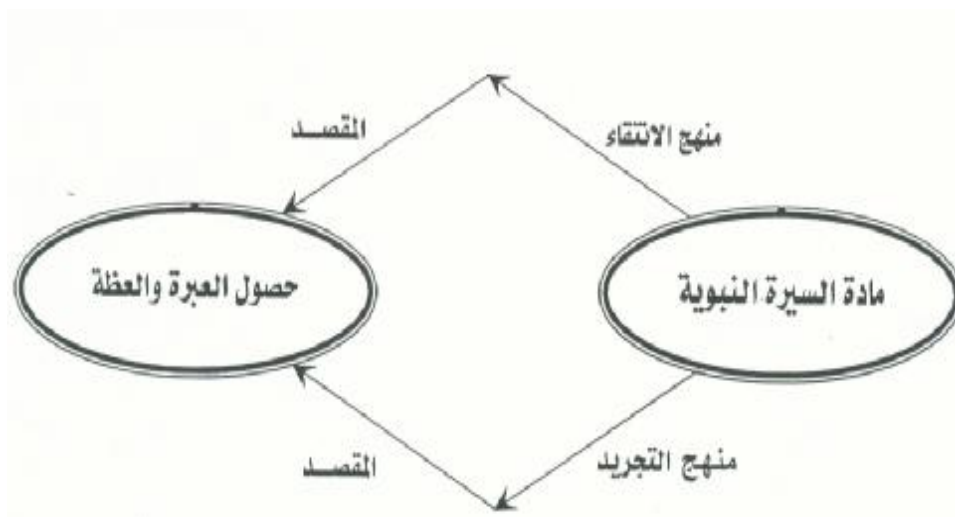 منهج الانتقاء
المقصد
مادة السيرة النبوية
حصول العبرة والعظة
منهج التجريد
المقصد